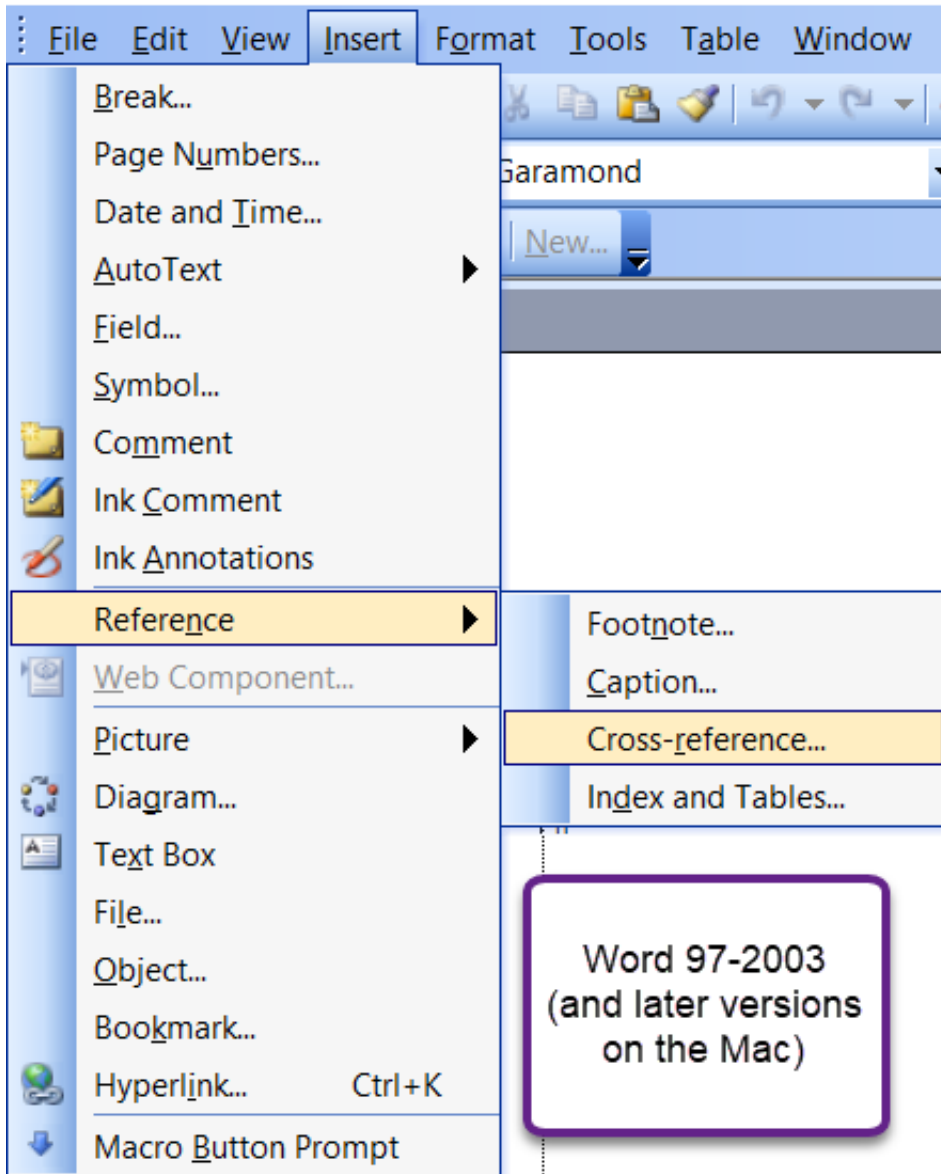 File Edit View Insert Format Tools Table Window
Break...
Page Numbers...
Garamond
Date and Time...
New...
AutoText
Field...
Symbol...
Comment
Ink Comment
Ink Annotations
Reference
Web Component...
Picture
Diagram...
Text Box
File...
Object...
Bookmark...
Hyperlink... Ctrl+K
Macro Button Prompt
Footnote...
Caption...
Cross-reference...
Index and Tables...
Word 97-2003
(and later versions
on the Mac)